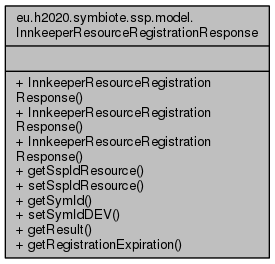 eu.h2020.symbiote.ssp.model.
InnkeeperResourceRegistrationResponse
+ InnkeeperResourceRegistration
Response()
+ InnkeeperResourceRegistration
Response()
+ InnkeeperResourceRegistration
Response()
+ getSspIdResource()
+ setSspIdResource()
+ getSymId()
+ setSymIdDEV()
+ getResult()
+ getRegistrationExpiration()